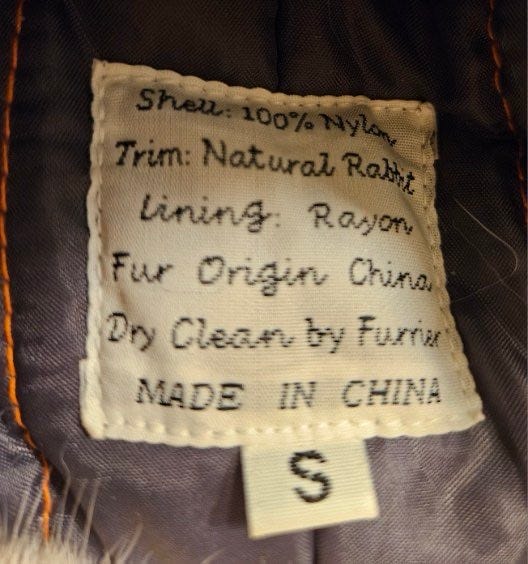 Shell: 100% Nylon
Trim: Natural Rabbit
Lining: Rayon
Fur Origin China
Dry Clean by Furrier
MADE IN CHINA
S